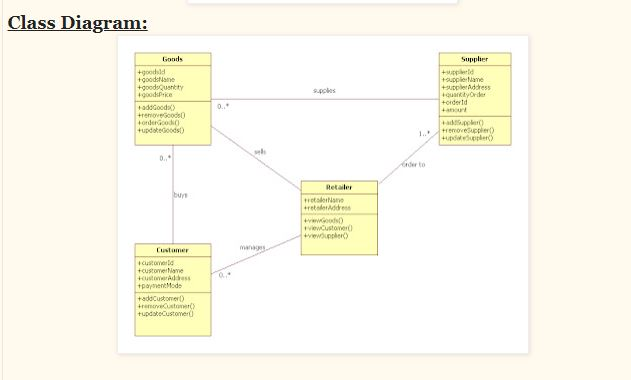 Class Diagram:
Goods
+goodsId
+goodsName
+goodsQuantity
+goodsPrice
+addGoods()
+removeGoods()
+orderGoods()
+updateGoods()
0..*
supplies
Supplier
+supplierId
+supplierName
+supplierAddress
+quantityOrder
+orderId
+amount
+addSupplier()
+removeSupplier()
+updateSupplier()
1..*
0..*
sells
order to
buys
Retailer
+retailerName
+retailerAddress
+viewGoods()
+viewCustomer()
+viewSupplier()
manages
0..*
Customer
+customerId
+customerName
+customerAddress
+paymentMode
+addCustomer()
+removeCustomer()
+updateCustomer()